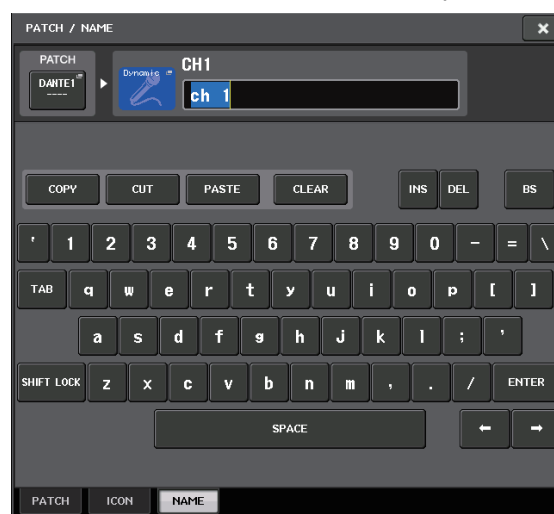 PATCH / NAME ×
PATCH
DANTE1
----
Dynamic
CH1
ch 1
COPY CUT PASTE CLEAR INS DEL BS
' 1 2 3 4 5 6 7 8 9 0 - = \
TAB q w e r t y u i o p [ ]
a s d f g h j k l ; '
SHIFT LOCK z x c v b n m , . / ENTER
SPACE ← →
PATCH ICON NAME